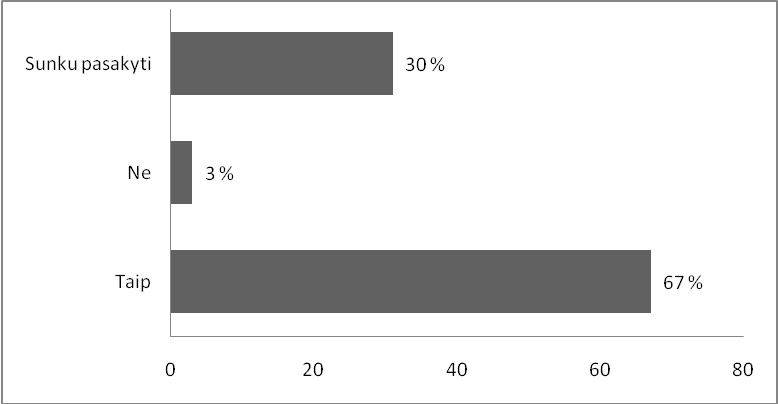 Sunku pasakyti 30 %
Ne 3 %
Taip 67 %
0 20 40 60 80